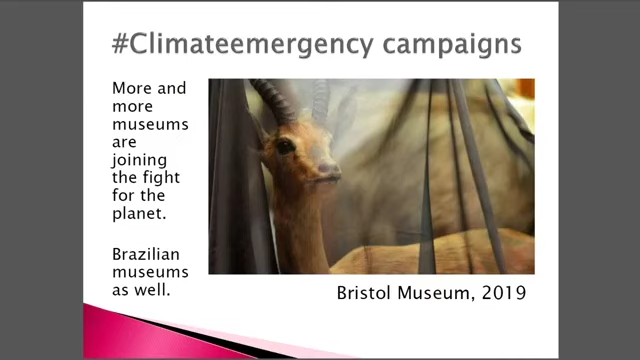 #Climateemergency campaigns
More and
more
museums
are
joining
the fight
for the
planet.
Brazilian
museums
as well.
Bristol Museum, 2019